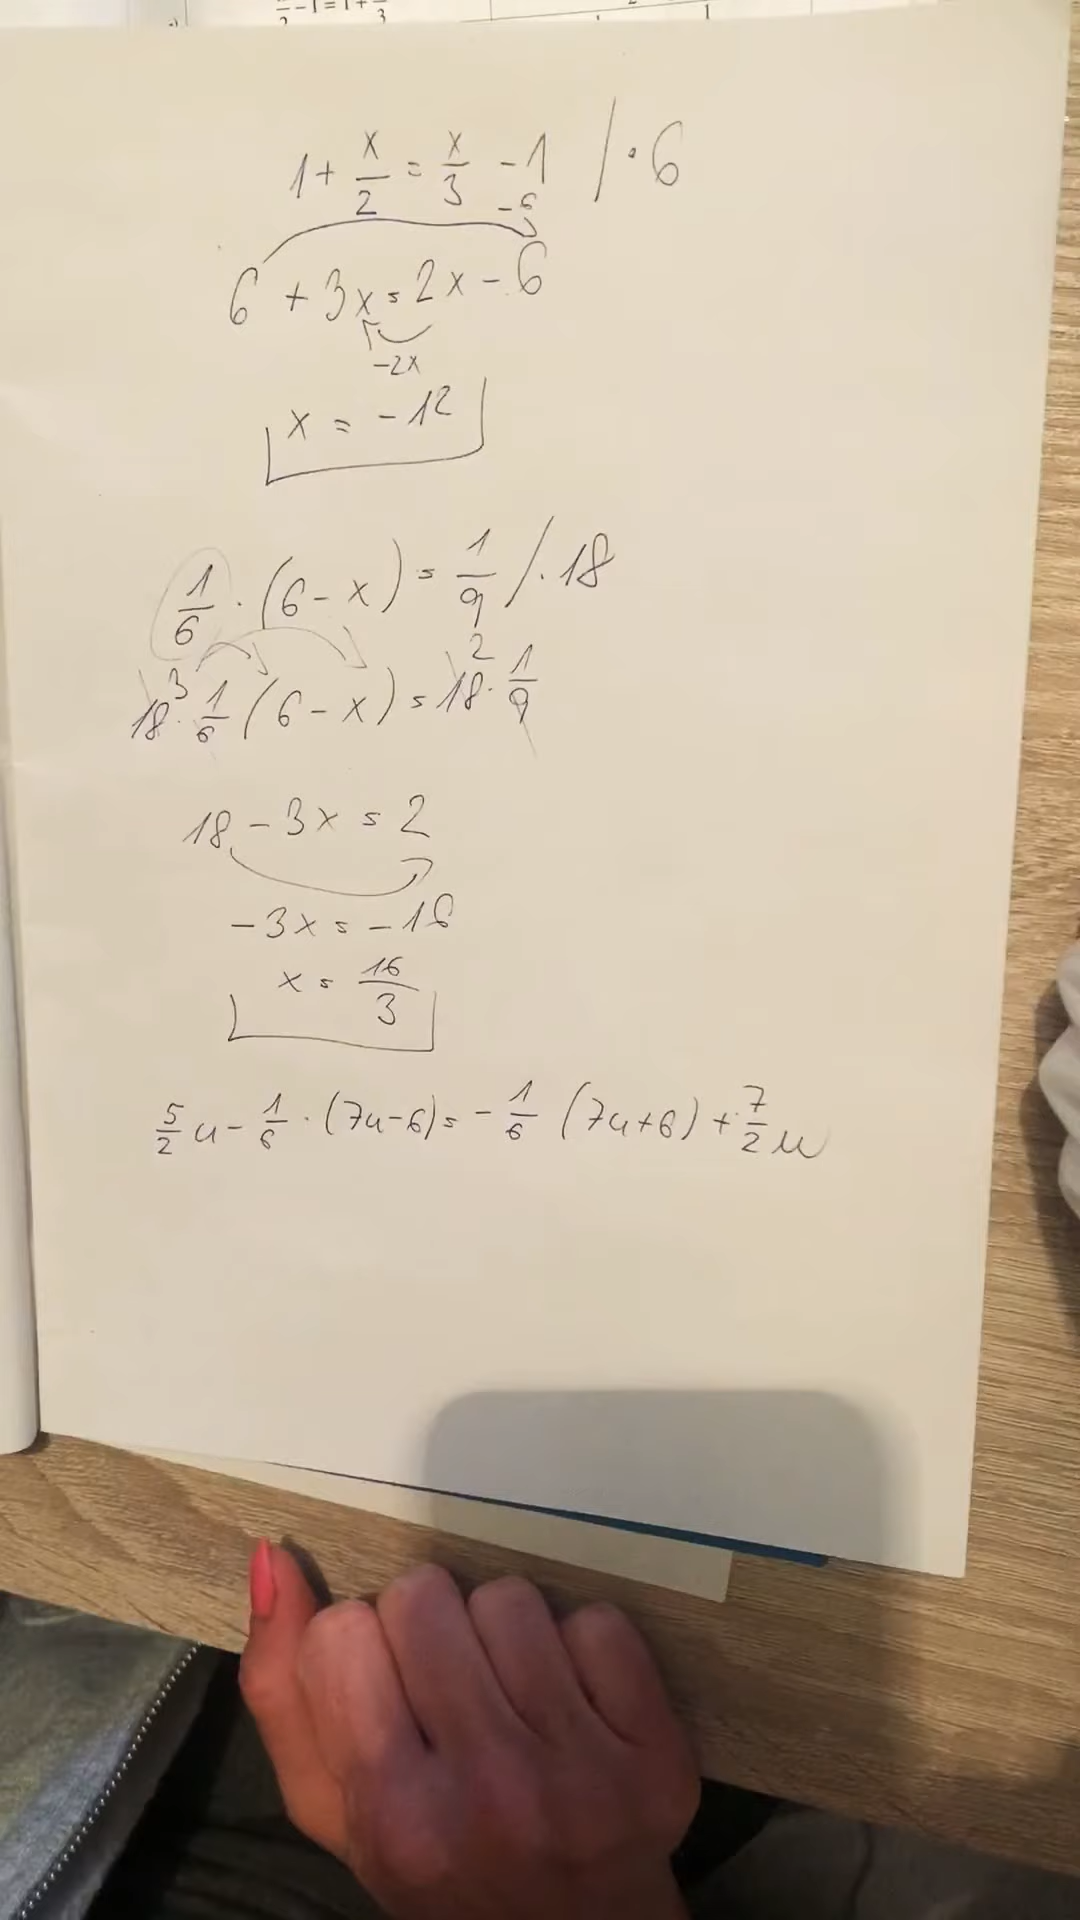 1 + x/2 = x/3 - 1 / · 6
-6
6 + 3x = 2x - 6
-2x
x = -12
1/6 · (6 - x) = 1/9 / · 18
3 2
18 · 1/6 (6 - x) = 18 · 1/9
18 - 3x = 2
-3x = -16
x = 16/3
5/2 u - 1/6 · (7u - 6) = - 1/6 (7u + 6) + 7/2 u